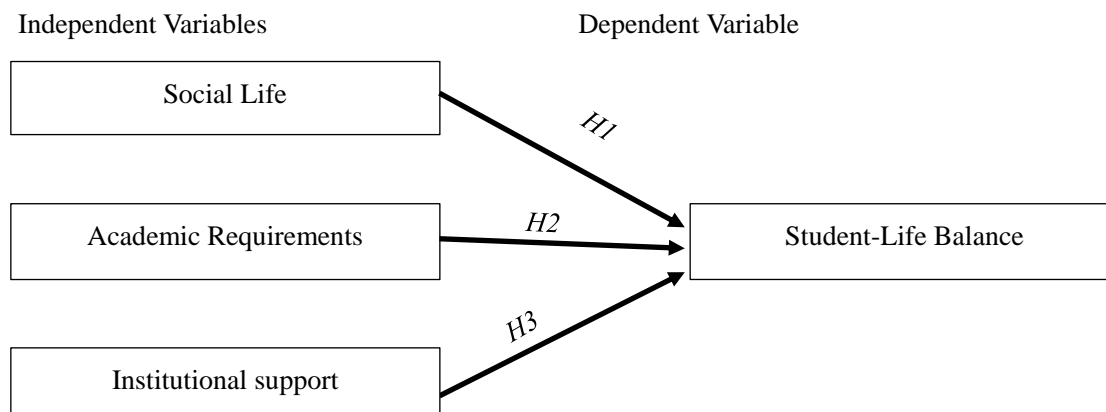 Independent Variables
Dependent Variable
Social Life
H1
Academic Requirements
H2
Student-Life Balance
H3
Institutional support